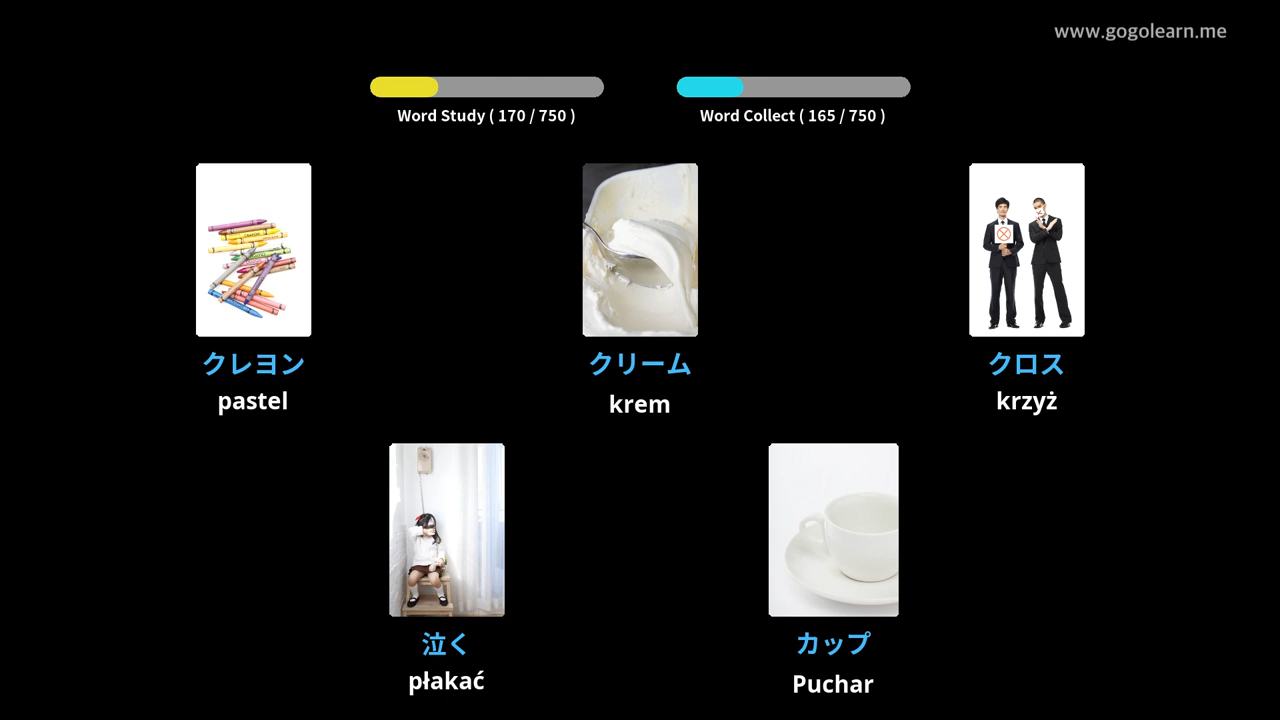 www.gogolearn.me
Word Study ( 170 / 750 )
Word Collect ( 165 / 750 )
クレヨン
pastel
クリーム
krem
クロス
krzyż
泣く
płakać
カップ
Puchar